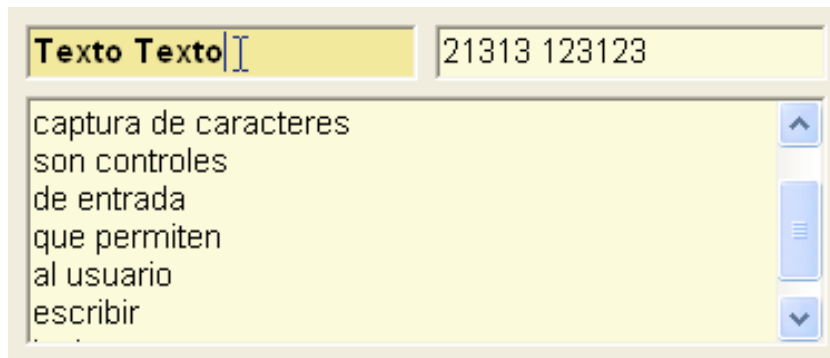 Texto Texto
21313 123123
captura de caracteres
son controles
de entrada
que permiten
al usuario
escribir